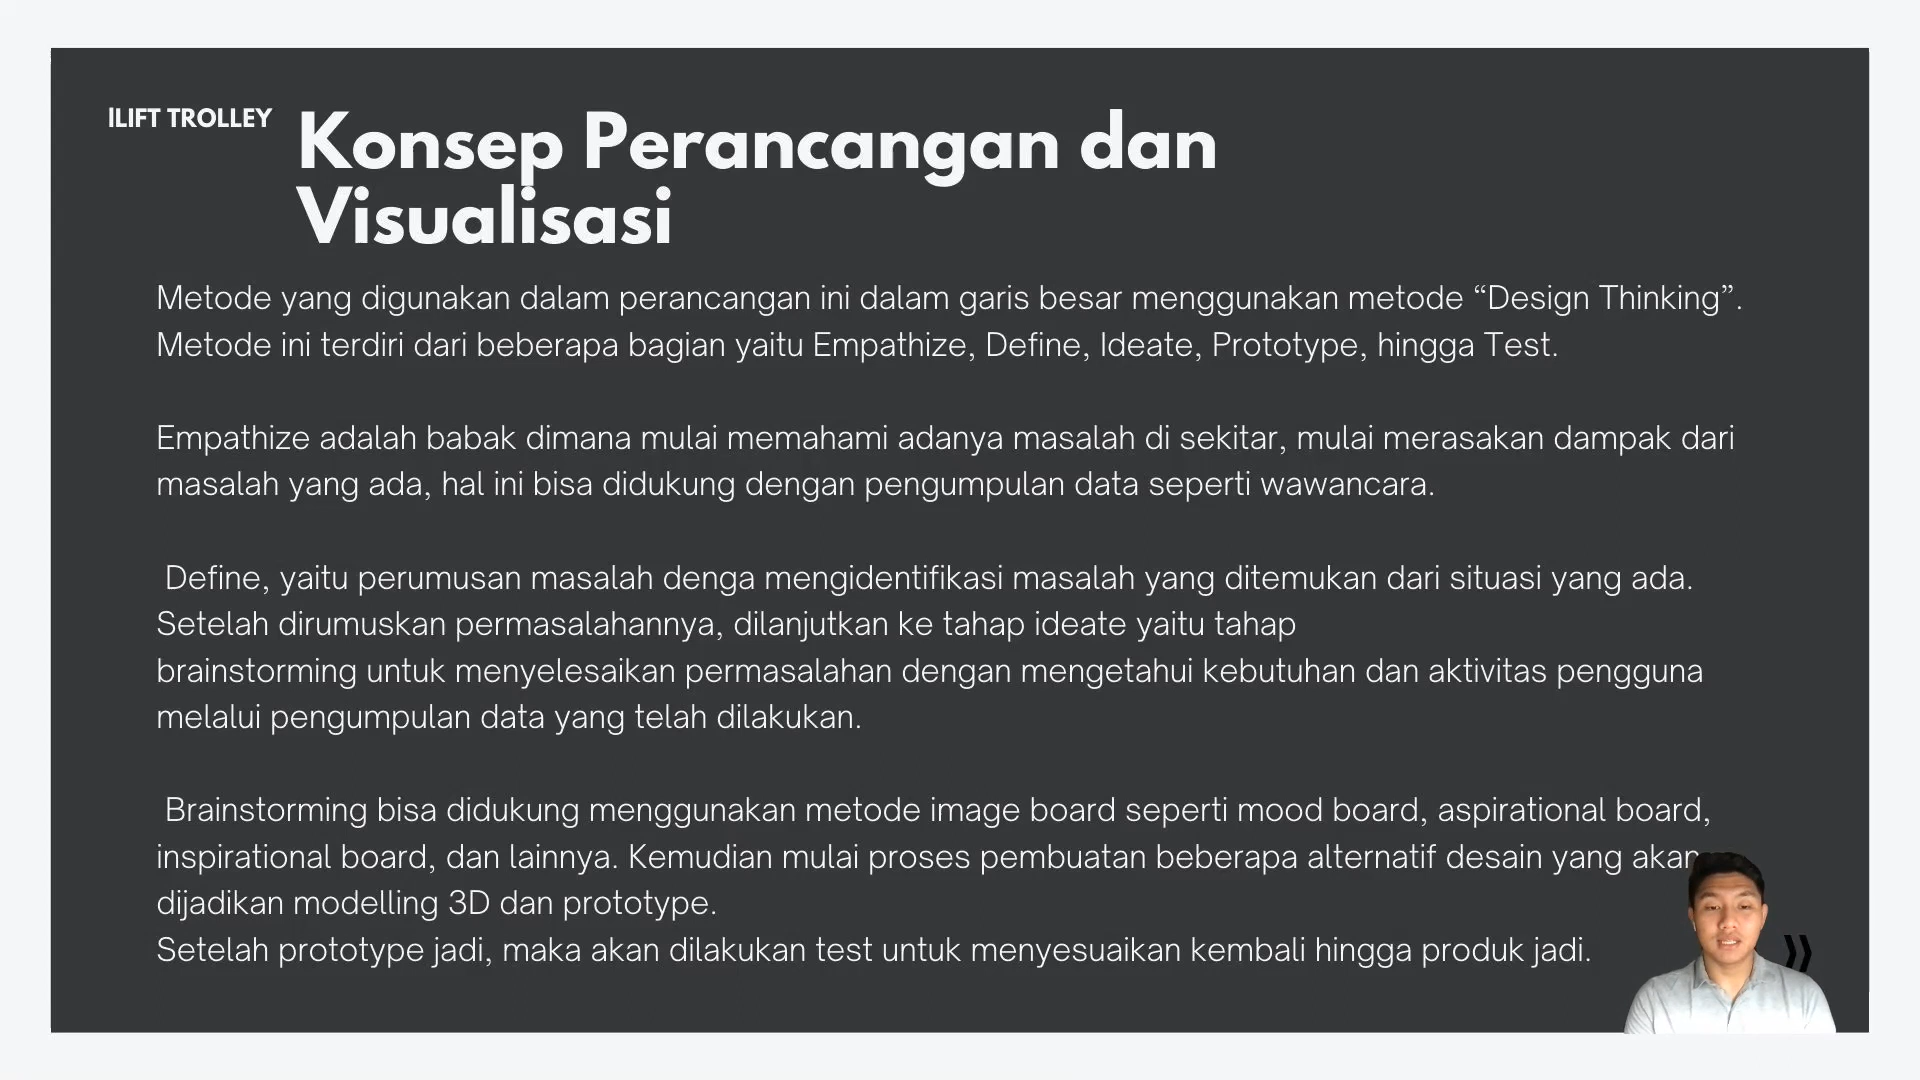 ILIFT TROLLEY
Konsep Perancangan dan
Visualisasi
Metode yang digunakan dalam perancangan ini dalam garis besar menggunakan metode “Design Thinking”.
Metode ini terdiri dari beberapa bagian yaitu Empathize, Define, Ideate, Prototype, hingga Test.
Empathize adalah babak dimana mulai memahami adanya masalah di sekitar, mulai merasakan dampak dari
masalah yang ada, hal ini bisa didukung dengan pengumpulan data seperti wawancara.
Define, yaitu perumusan masalah denga mengidentifikasi masalah yang ditemukan dari situasi yang ada.
Setelah dirumuskan permasalahannya, dilanjutkan ke tahap ideate yaitu tahap
brainstorming untuk menyelesaikan permasalahan dengan mengetahui kebutuhan dan aktivitas pengguna
melalui pengumpulan data yang telah dilakukan.
Brainstorming bisa didukung menggunakan metode image board seperti mood board, aspirational board,
inspirational board, dan lainnya. Kemudian mulai proses pembuatan beberapa alternatif desain yang akan
dijadikan modelling 3D dan prototype.
Setelah prototype jadi, maka akan dilakukan test untuk menyesuaikan kembali hingga produk jadi.